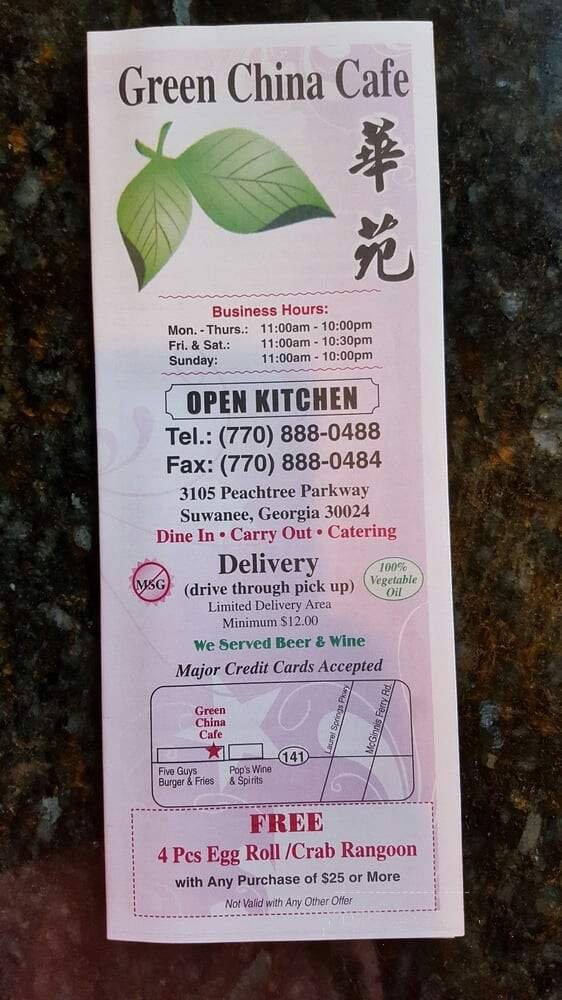 Green China Cafe
華
苑
Business Hours:
Mon. - Thurs.: 11:00am - 10:00pm
Fri. & Sat.: 11:00am - 10:30pm
Sunday: 11:00am - 10:00pm
OPEN KITCHEN
Tel.: (770) 888-0488
Fax: (770) 888-0484
3105 Peachtree Parkway
Suwanee, Georgia 30024
Dine In • Carry Out • Catering
Delivery
MSG
(drive through pick up)
100%
Vegetable
Oil
Limited Delivery Area
Minimum $12.00
We Served Beer & Wine
Major Credit Cards Accepted
Green
China
Cafe
Five Guys
Burger & Fries
Pop's Wine
& Spirits
141
Laurel Springs Pkwy
McGinnis Ferry Rd.
FREE
4 Pcs Egg Roll /Crab Rangoon
with Any Purchase of $25 or More
Not Valid with Any Other Offer